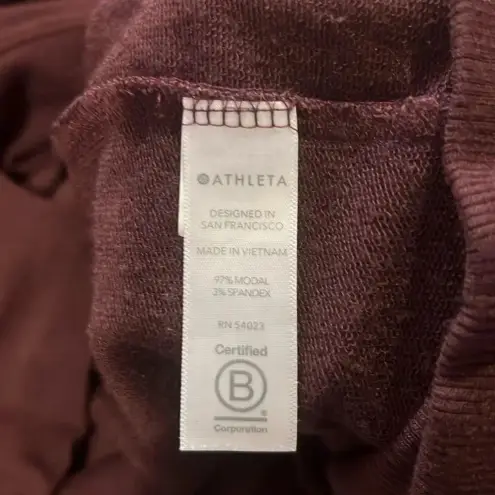 ATHLETA
DESIGNED IN
SAN FRANCISCO
MADE IN VIETNAM
97% MODAL
3% SPANDEX
RN 54023
Certified
B
®
Corporation